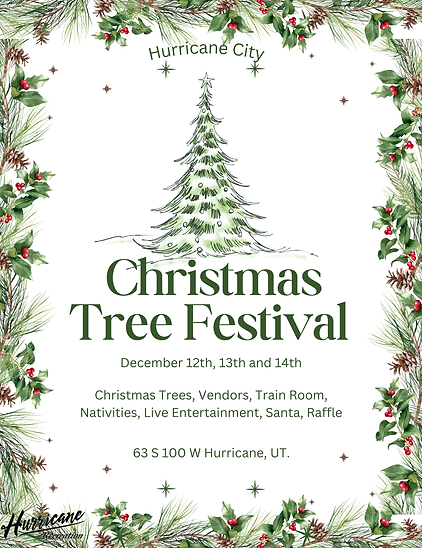 Hurricane City
Christmas
Tree Festival
December 12th, 13th and 14th
Christmas Trees, Vendors, Train Room,
Nativities, Live Entertainment, Santa, Raffle
63 S 100 W Hurricane, UT.
Hurricane
Recreation